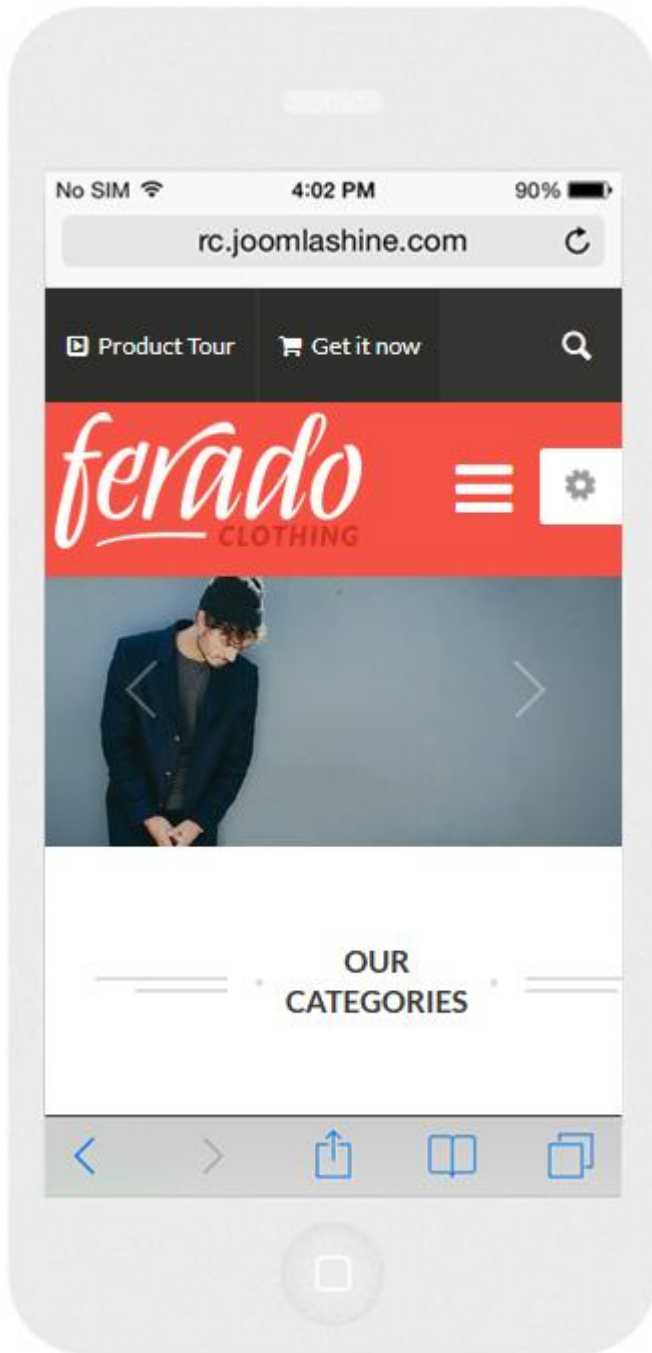 No SIM 4:02 PM 90%
rc.joomlashine.com
Product Tour Get it now
ferado
CLOTHING
OUR
CATEGORIES